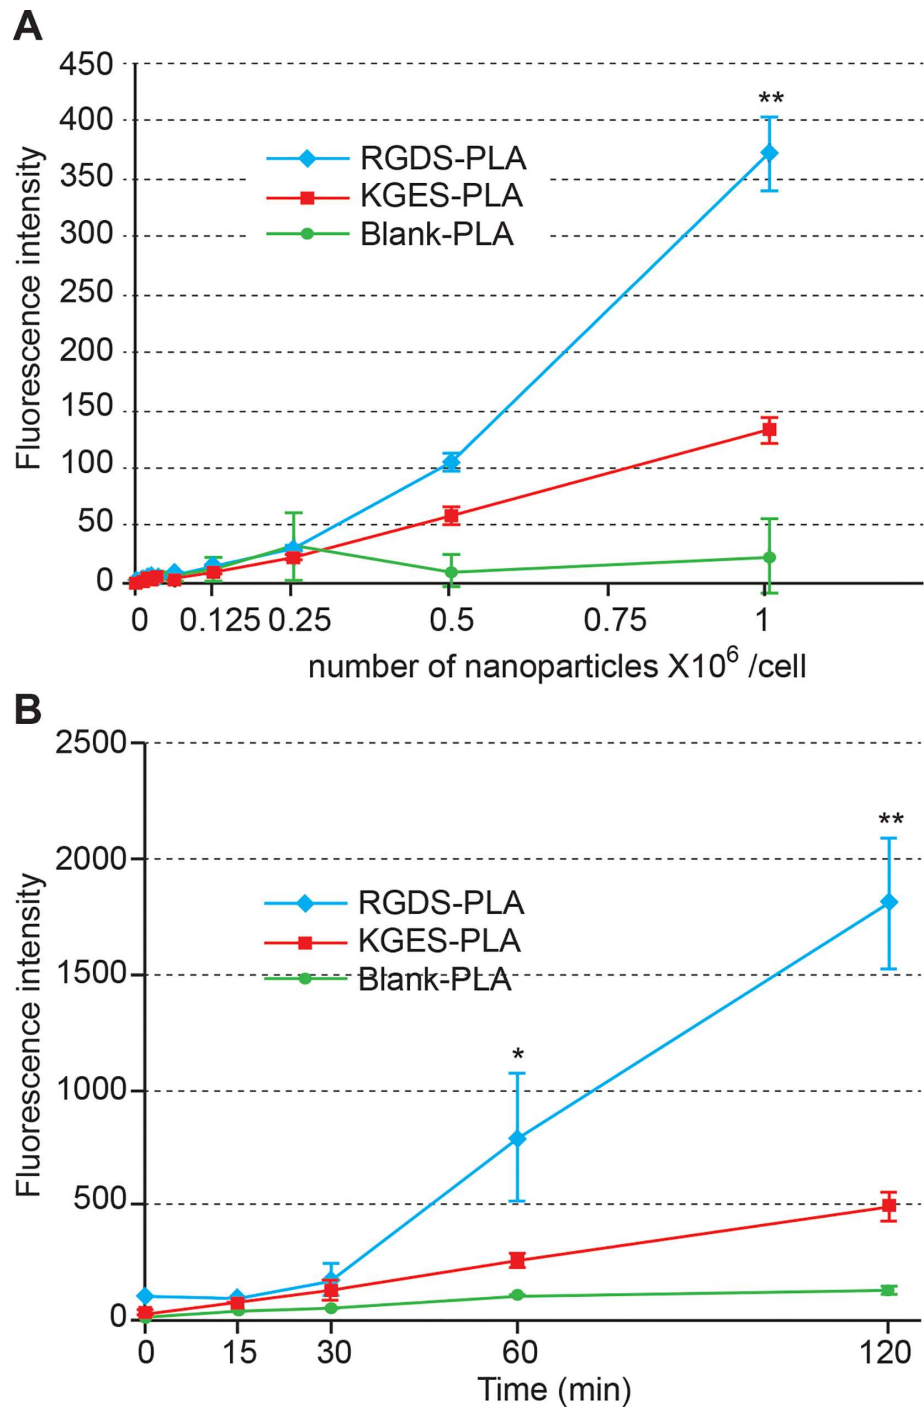 A
450
400
350
300
250
200
150
100
50
0
Fluorescence intensity
**
RGDS-PLA
KGES-PLA
Blank-PLA
0 0.125 0.25 0.5 0.75 1
number of nanoparticles X10⁶ /cell
B
2500
2000
1500
1000
500
0
Fluorescence intensity
**
RGDS-PLA
KGES-PLA
Blank-PLA
*
0 15 30 60 120
Time (min)